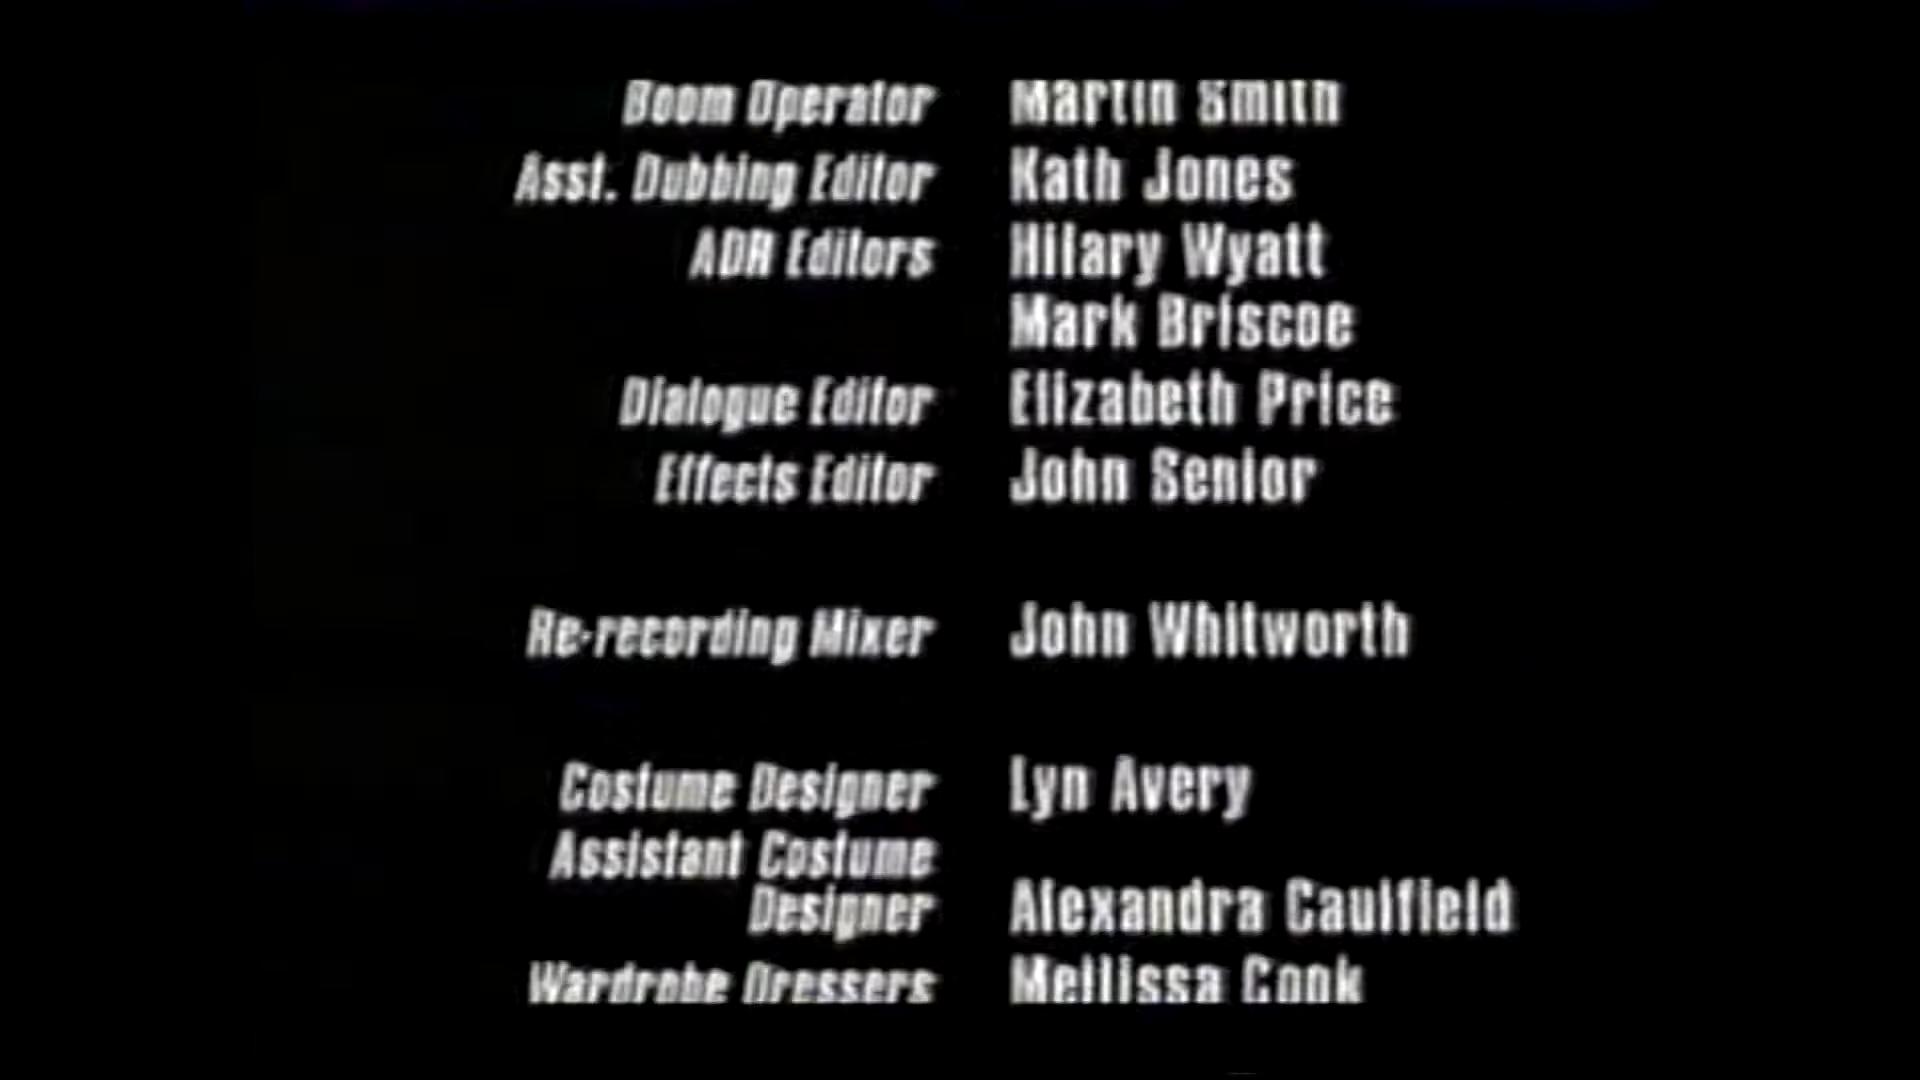 Boom Operator Martin Smith
Asst. Dubbing Editor Kath Jones
ADR Editors Hilary Wyatt
Mark Briscoe
Dialogue Editor Elizabeth Price
Effects Editor John Senior
Re-recording Mixer John Whitworth
Costume Designer Lyn Avery
Assistant Costume
Designer Alexandra Caulfield
Wardrobe Dressers Mellissa Cook